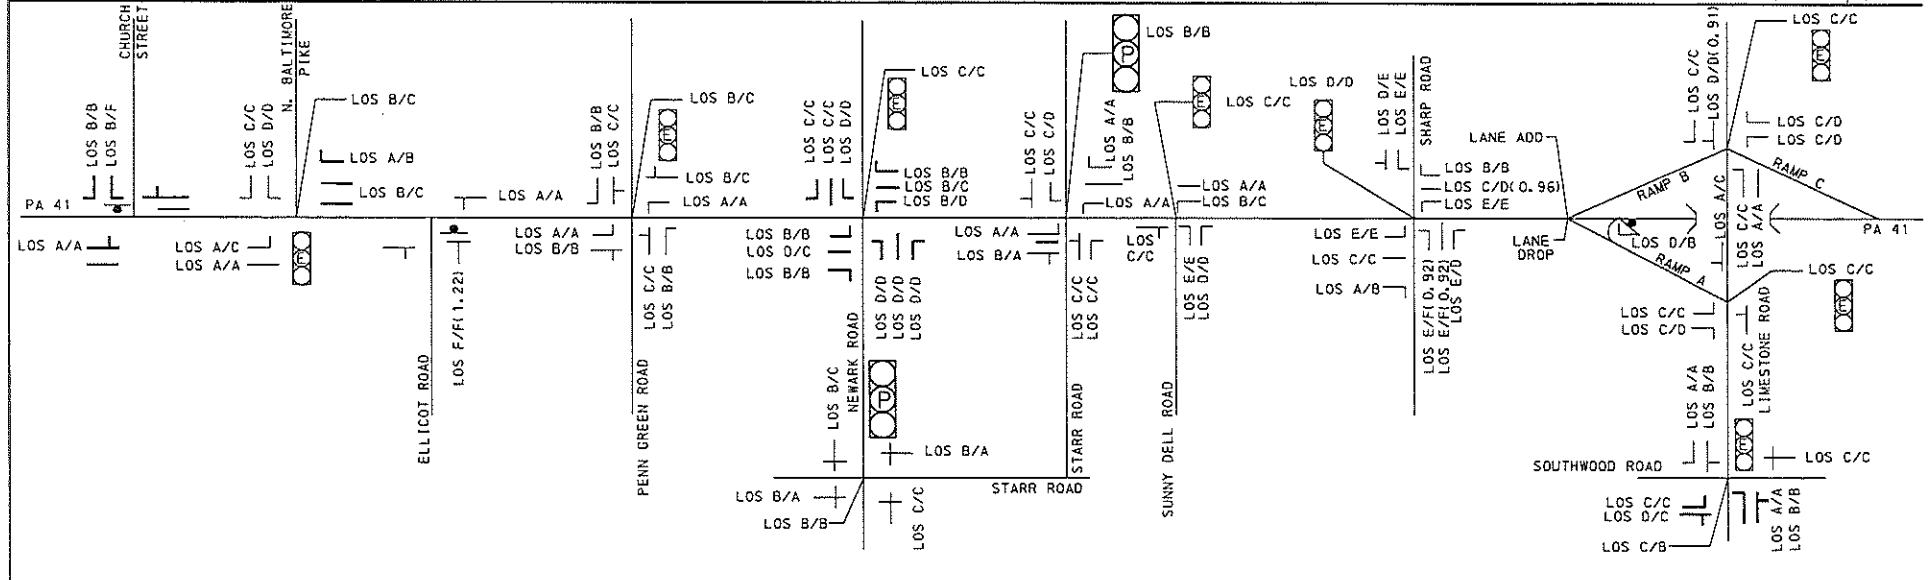 CHURCH
STREET
LOS B/B
LOS B/F
PA 41
LOS A/A
N. BALTIMORE
PIKE
LOS C/C
LOS D/D
LOS B/C
LOS A/B
LOS B/C
LOS A/C
LOS A/A
E
ELLICOT ROAD
LOS A/A
LOS F/F(1.22)
LOS B/B
LOS C/C
LOS B/C
E
LOS B/C
LOS A/A
LOS A/A
LOS B/B
LOS C/C
LOS B/B
PENN GREEN ROAD
LOS C/C
LOS C/C
LOS D/D
LOS C/C
E
LOS B/B
LOS B/C
LOS B/D
LOS B/B
LOS D/C
LOS B/B
LOS D/D
LOS D/D
LOS D/D
NEWARK ROAD
P
LOS B/C
LOS B/A
LOS B/A
LOS B/B
LOS C/C
STARR ROAD
LOS C/C
LOS C/D
P
LOS B/B
LOS A/A
LOS B/B
LOS A/A
LOS A/A
LOS B/A
LOS C/C
LOS C/C
STARR ROAD
E
LOS C/C
LOS A/A
LOS B/C
LOS
C/C
LOS E/E
LOS D/D
SUNNY DELL ROAD
LOS D/D
E
LOS D/E
LOS E/E
SHARP ROAD
LOS B/B
LOS C/D(0.96)
LOS E/E
LOS E/E
LOS C/C
LOS A/B
LOS E/F(0.92)
LOS E/F(0.92)
LOS E/D
LANE ADD
LANE
DROP
RAMP B
RAMP C
RAMP A
LOS D/B
LOS C/C
LOS D/D(0.91)
LOS C/C
E
LOS C/D
LOS C/D
LOS A/C
LOS C/C
LOS A/A
PA 41
LOS C/C
E
LOS C/C
LOS C/D
LOS C/C
LIMESTONE ROAD
LOS A/A
LOS B/B
E
LOS C/C
SOUTHWOOD ROAD
LOS C/C
LOS D/C
LOS C/B
LOS A/A
LOS B/B